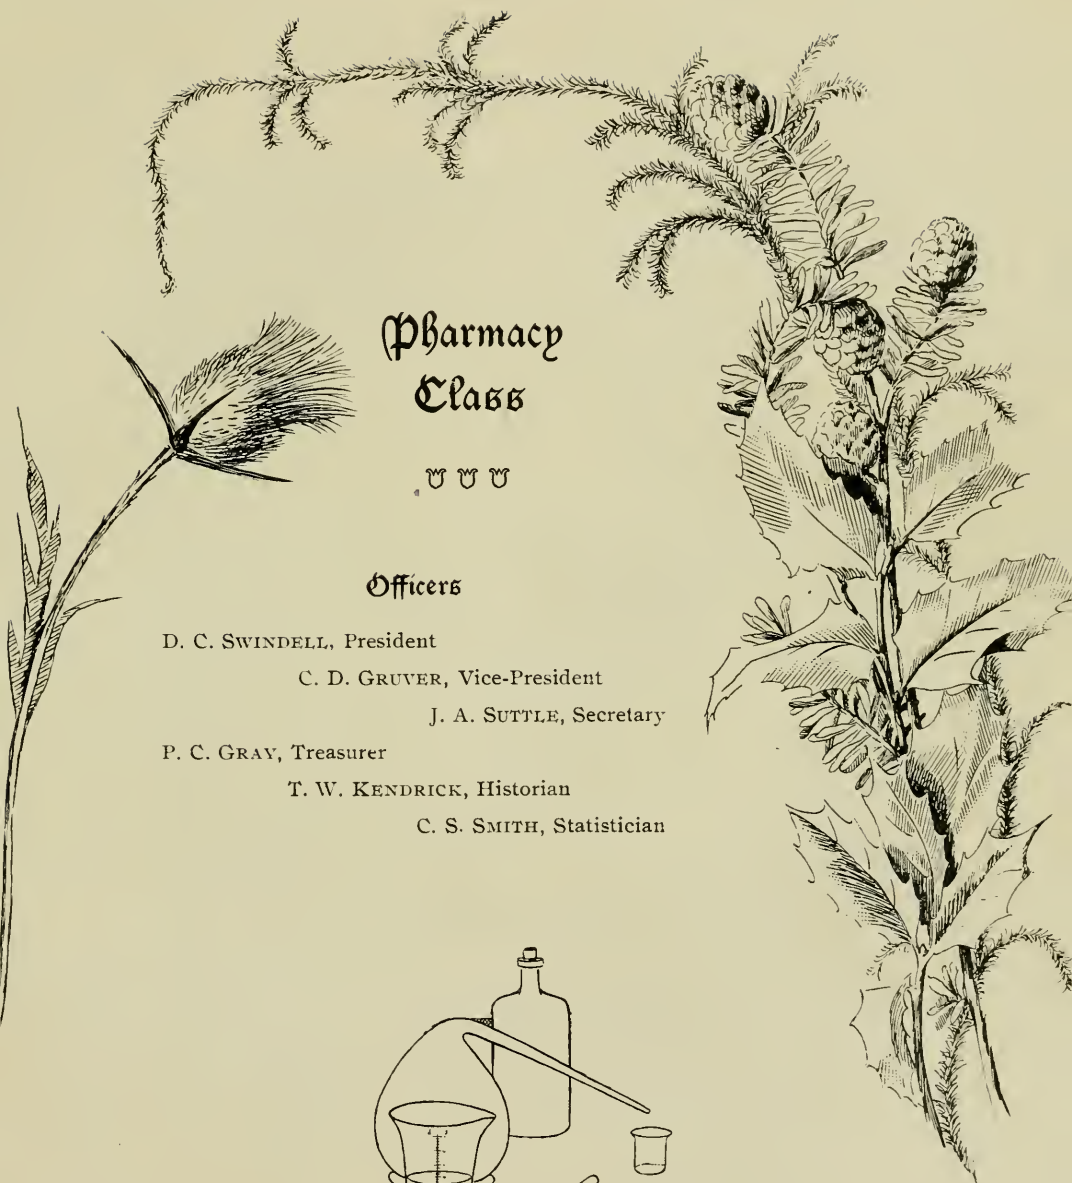 Pharmacy
Class
Officers
D. C. SWINDELL, President
C. D. GRUVER, Vice-President
J. A. SUTTLE, Secretary
P. C. GRAY, Treasurer
T. W. KENDRICK, Historian
C. S. SMITH, Statistician